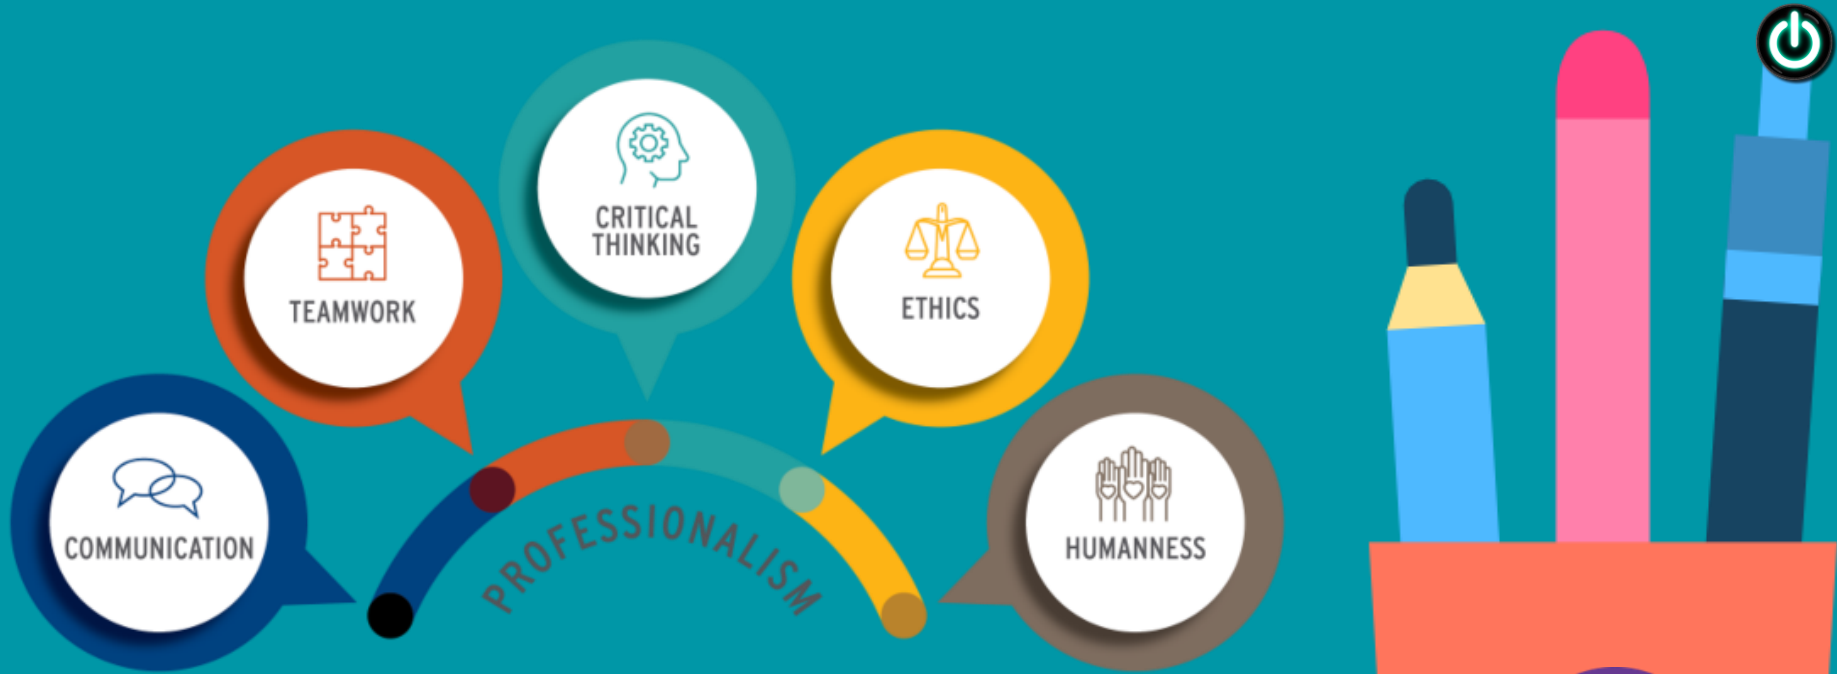 COMMUNICATION
TEAMWORK
CRITICAL
THINKING
ETHICS
HUMANNESS
PROFESSIONALISM